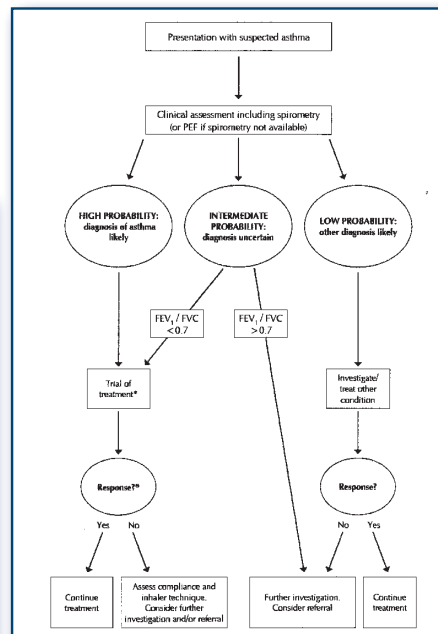 Presentation with suspected asthma
Clinical assessment including spirometry
(or PEF if spirometry not available)
HIGH PROBABILITY:
diagnosis of asthma
likely
INTERMEDIATE
PROBABILITY:
diagnosis uncertain
LOW PROBABILITY:
other diagnosis likely
FEV1 / FVC
<0.7
FEV1 / FVC
>0.7
Trial of
treatment*
Investigate/
treat other
condition
Response?*
Response?
Yes No
No Yes
Continue
treatment
Assess compliance and
inhaler technique.
Consider further
investigation and/or referral
Further investigation.
Consider referral
Continue
treatment